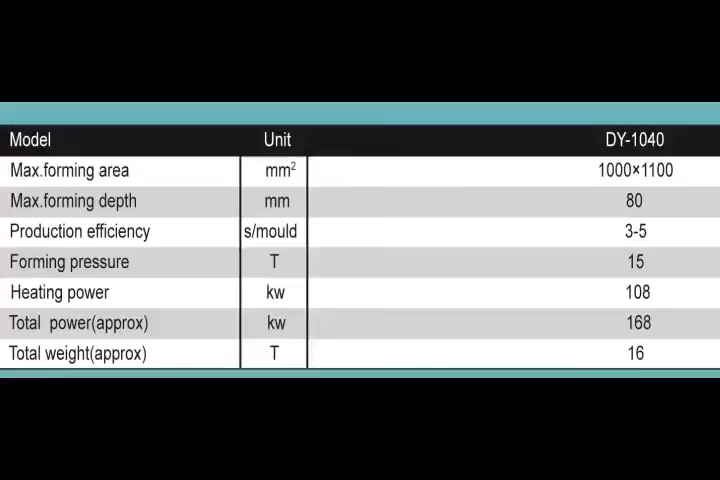 Model Unit DY-1040
Max.forming area mm² 1000×1100
Max.forming depth mm 80
Production efficiency s/mould 3-5
Forming pressure T 15
Heating power kw 108
Total power(approx) kw 168
Total weight(approx) T 16